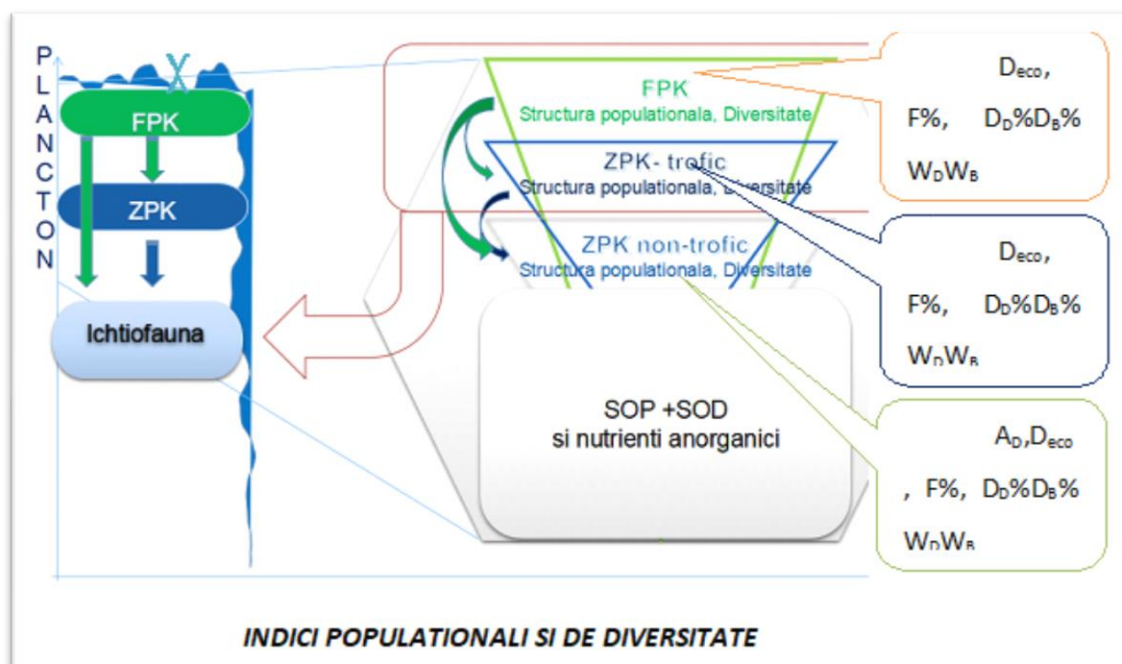 PLANCTON
FPK
ZPK
Ichtiofauna
FPK
Structura populationala, Diversitate
ZPK- trofic
Structura populationala, Diversitate
ZPK non-trofic
Structura populationala, Diversitate
SOP +SOD
si nutrienti anorganici
Deco,
F%, DD%DB%
WDWB
Deco,
F%, DD%DB%
WDWB
AD,Deco
, F%, DD%DB%
WDWB
INDICI POPULATIONALI SI DE DIVERSITATE